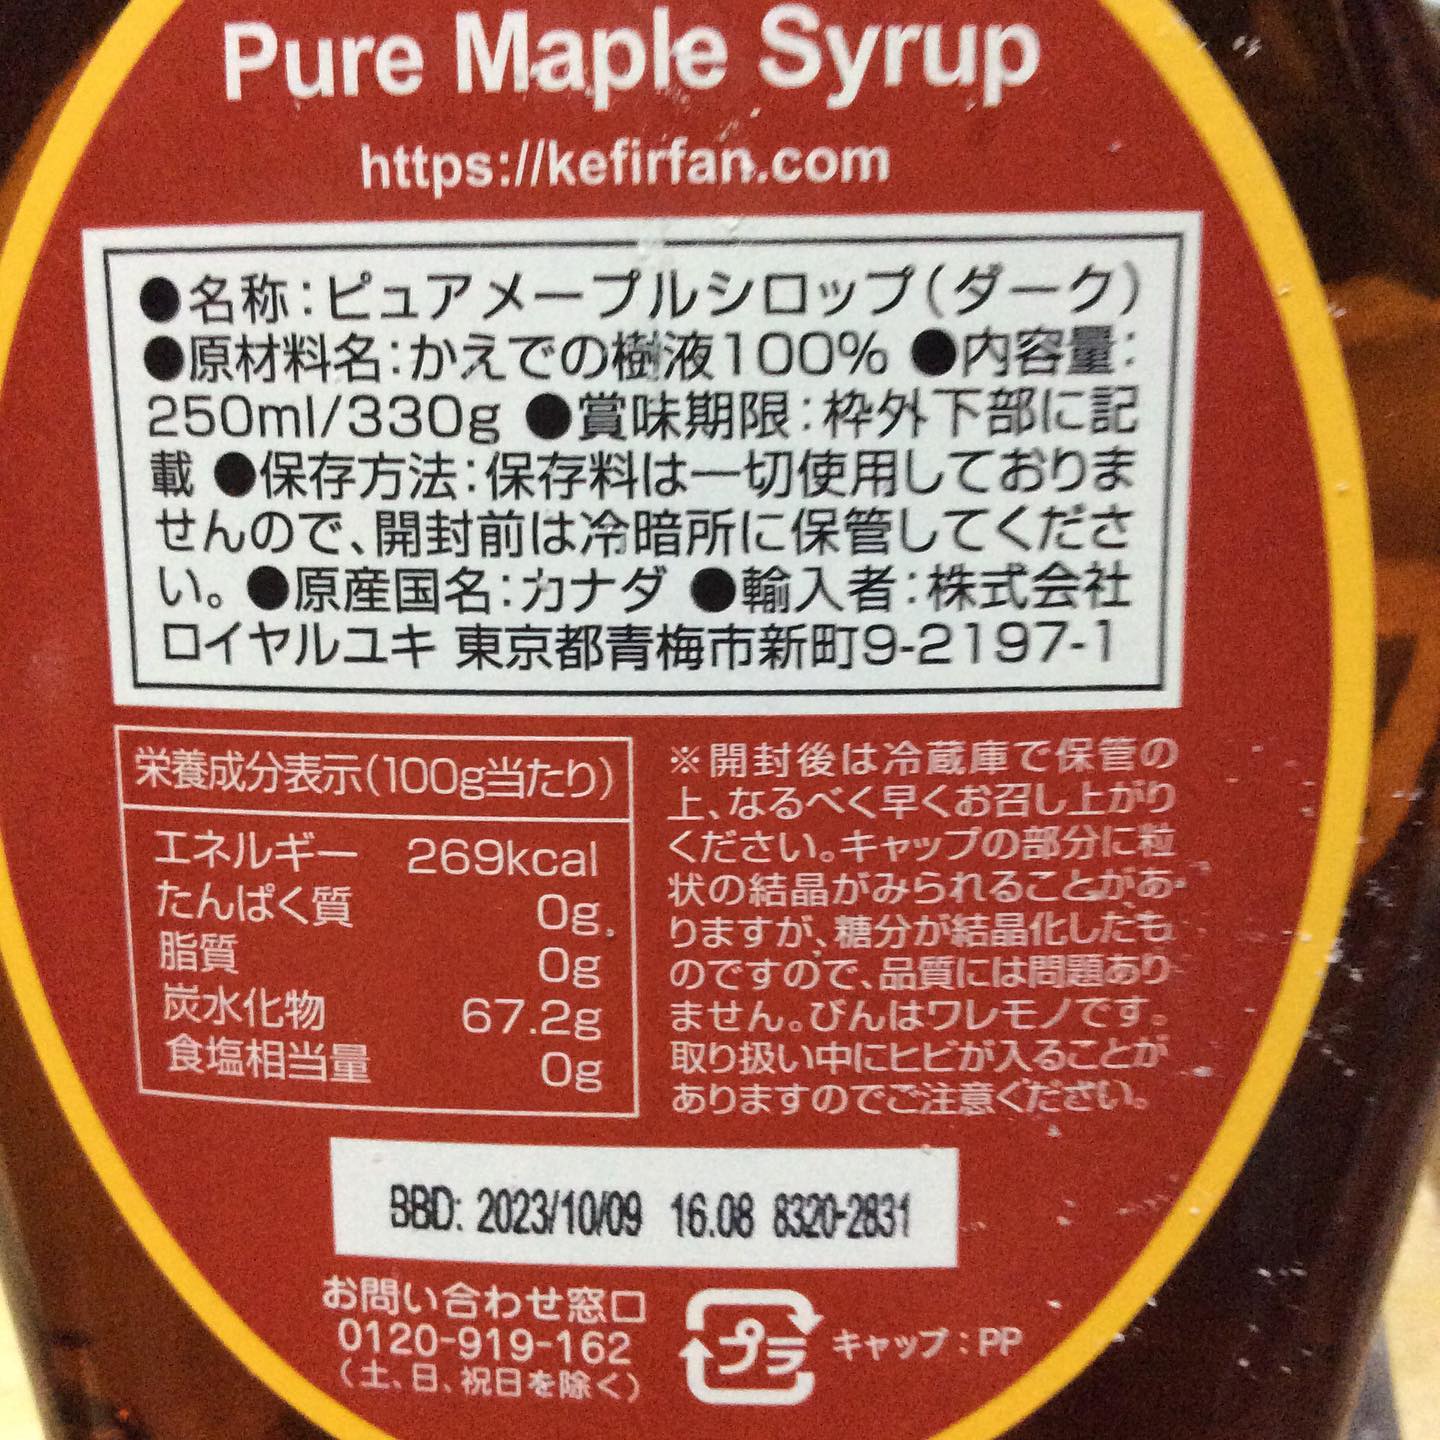 Pure Maple Syrup
https://kefirfan.com
●名称：ピュアメープルシロップ（ダーク）
●原材料名：かえでの樹液100％ ●内容量：
250ml/330g ●賞味期限：枠外下部に記
載 ●保存方法：保存料は一切使用しておりま
せんので、開封前は冷暗所に保管してくださ
い。●原産国名：カナダ ●輸入者：株式会社
ロイヤルユキ 東京都青梅市新町9-2197-1
栄養成分表示（100g当たり）
エネルギー 269kcal
たんぱく質 0g
脂質 0g
炭水化物 67.2g
食塩相当量 0g
※開封後は冷蔵庫で保管の
上、なるべく早くお召し上がり
ください。キャップの部分に粒
状の結晶がみられることがあ
りますが、糖分が結晶化したも
のですので、品質には問題あり
ません。びんはワレモノです。
取り扱い中にヒビが入ることが
ありますのでご注意ください。
BBD: 2023/10/09 16.08 8320-2831
お問い合わせ窓口
0120-919-162
（土、日、祝日を除く）
プラ
キャップ：PP